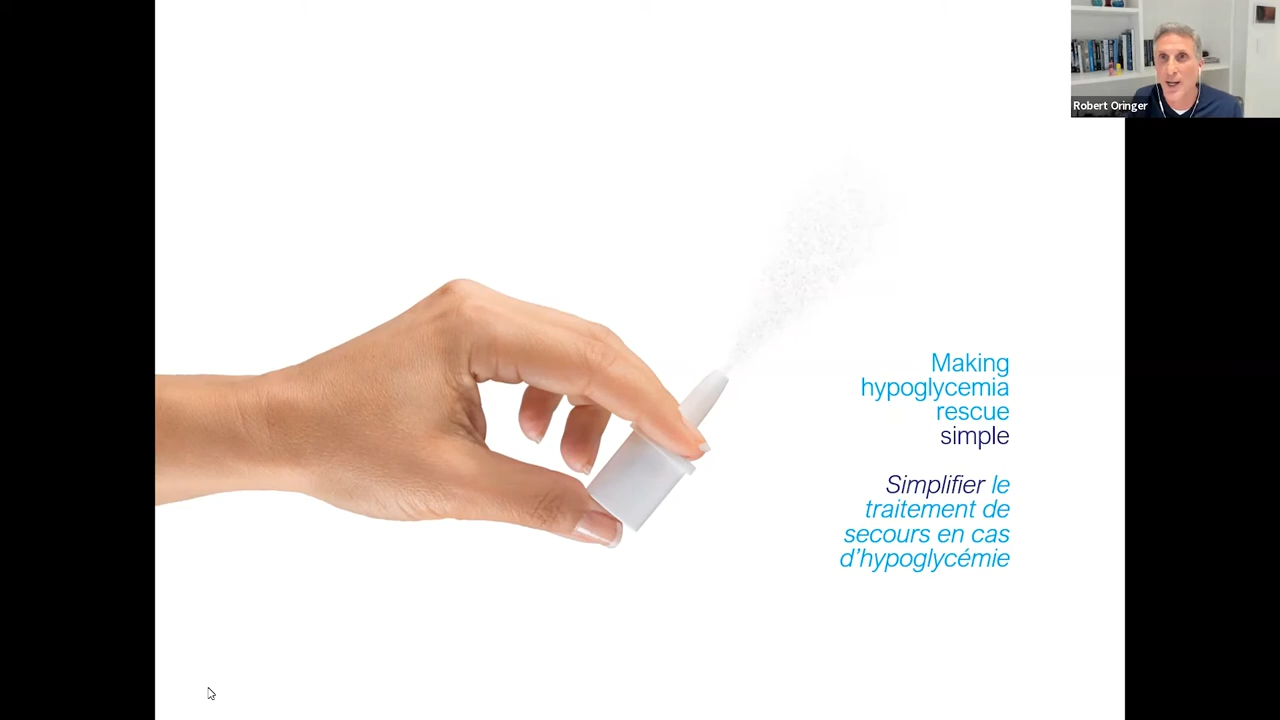 Robert Oringer
Making
hypoglycemia
rescue
simple
Simplifier le
traitement de
secours en cas
d’hypoglycémie